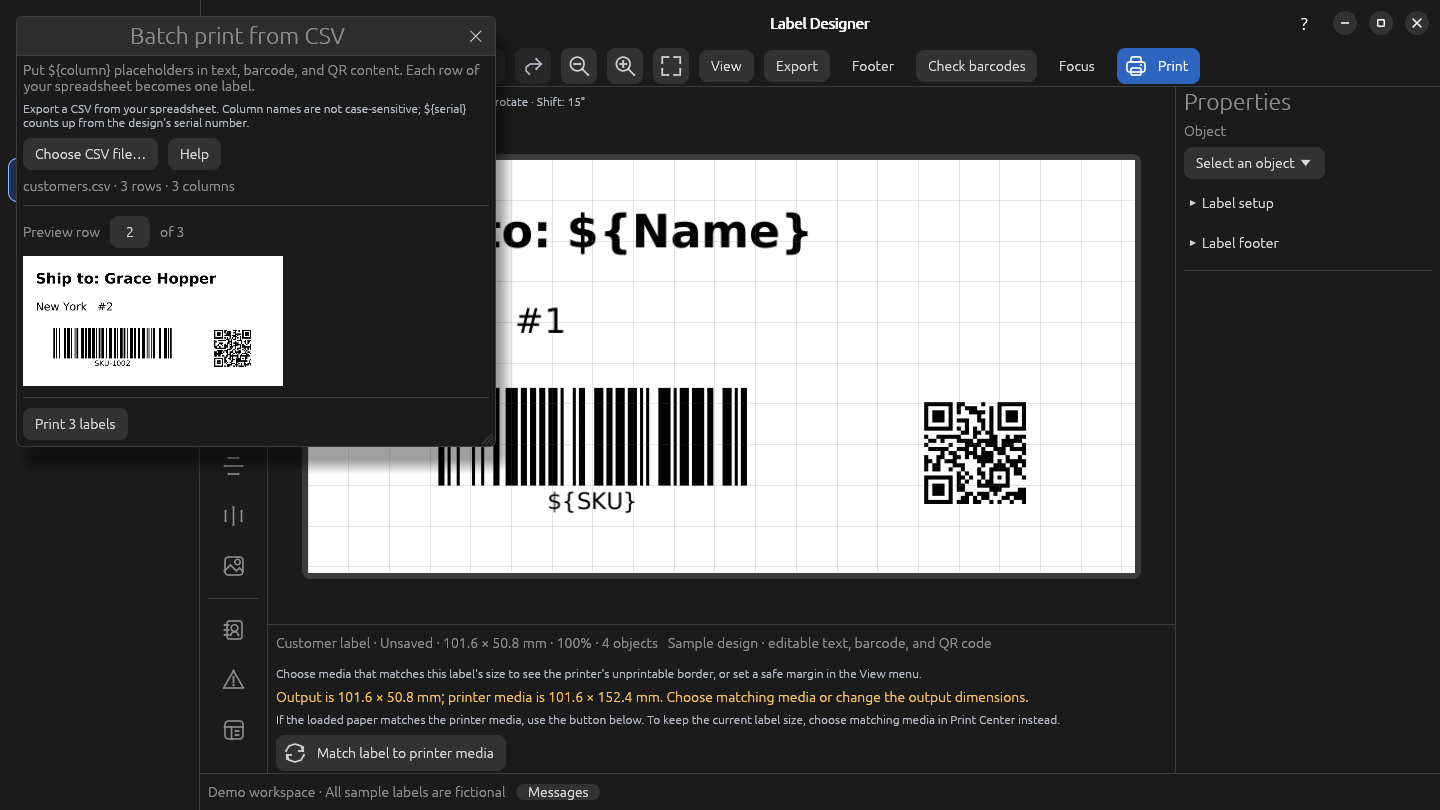 Label Designer
?
Batch print from CSV
Put ${column} placeholders in text, barcode, and QR content. Each row of
your spreadsheet becomes one label.
Export a CSV from your spreadsheet. Column names are not case-sensitive; ${serial}
counts up from the design's serial number.
Choose CSV file…
Help
customers.csv · 3 rows · 3 columns
Preview row 2 of 3
Ship to: Grace Hopper
New York #2
SKU-1002
Print 3 labels
View
Export
Footer
Check barcodes
Focus
Print
rotate · Shift: 15°
to: ${Name}
#1
${SKU}
Properties
Object
Select an object
Label setup
Label footer
Customer label · Unsaved · 101.6 × 50.8 mm · 100% · 4 objects Sample design · editable text, barcode, and QR code
Choose media that matches this label's size to see the printer's unprintable border, or set a safe margin in the View menu.
Output is 101.6 × 50.8 mm; printer media is 101.6 × 152.4 mm. Choose matching media or change the output dimensions.
If the loaded paper matches the printer media, use the button below. To keep the current label size, choose matching media in Print Center instead.
Match label to printer media
Demo workspace · All sample labels are fictional
Messages